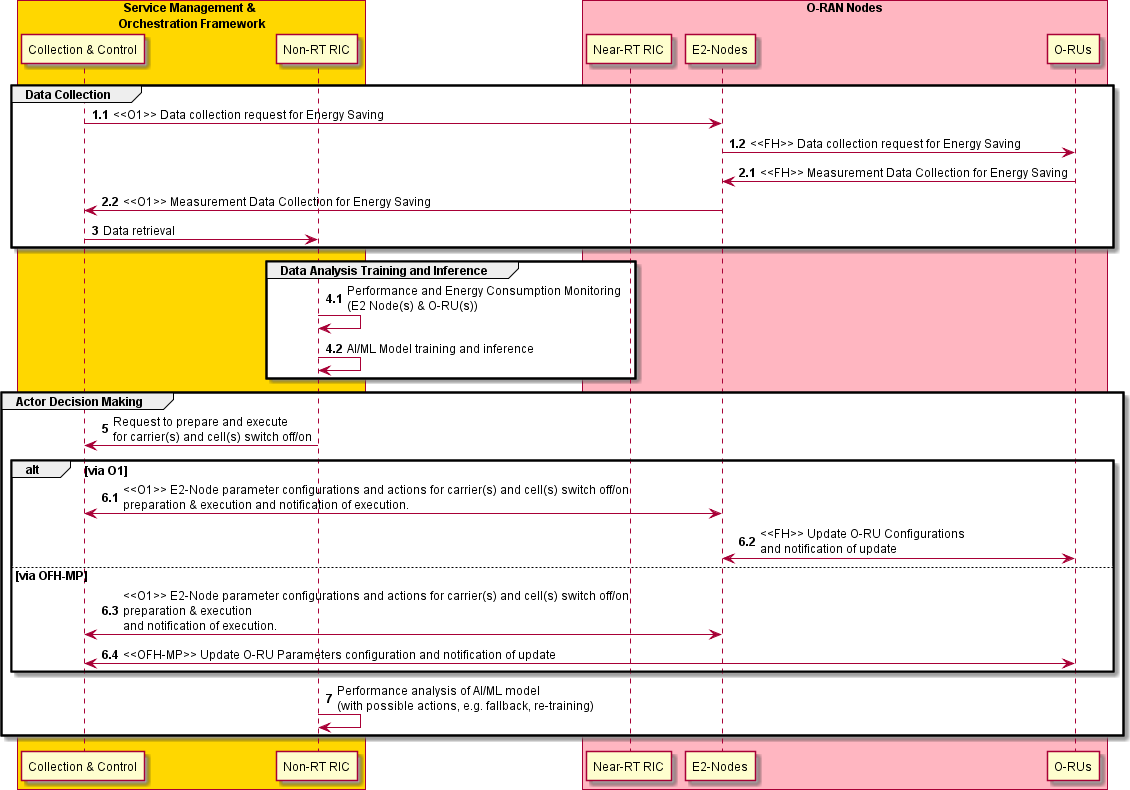 Service Management &
Orchestration Framework
O-RAN Nodes
Collection & Control
Non-RT RIC
Near-RT RIC
E2-Nodes
O-RUs
Data Collection
1.1 <<O1>> Data collection request for Energy Saving
1.2 <<FH>> Data collection request for Energy Saving
2.1 <<FH>> Measurement Data Collection for Energy Saving
2.2 <<O1>> Measurement Data Collection for Energy Saving
3 Data retrieval
Data Analysis Training and Inference
4.1 Performance and Energy Consumption Monitoring
(E2 Node(s) & O-RU(s))
4.2 AI/ML Model training and inference
Actor Decision Making
5 Request to prepare and execute
for carrier(s) and cell(s) switch off/on
alt [via O1]
6.1 <<O1>> E2-Node parameter configurations and actions for carrier(s) and cell(s) switch off/on
preparation & execution and notification of execution.
6.2 <<FH>> Update O-RU Configurations
and notification of update
[via OFH-MP]
<<O1>> E2-Node parameter configurations and actions for carrier(s) and cell(s) switch off/on
6.3 preparation & execution
and notification of execution.
6.4 <<OFH-MP>> Update O-RU Parameters configuration and notification of update
7 Performance analysis of AI/ML model
(with possible actions, e.g. fallback, re-training)
Collection & Control
Non-RT RIC
Near-RT RIC
E2-Nodes
O-RUs